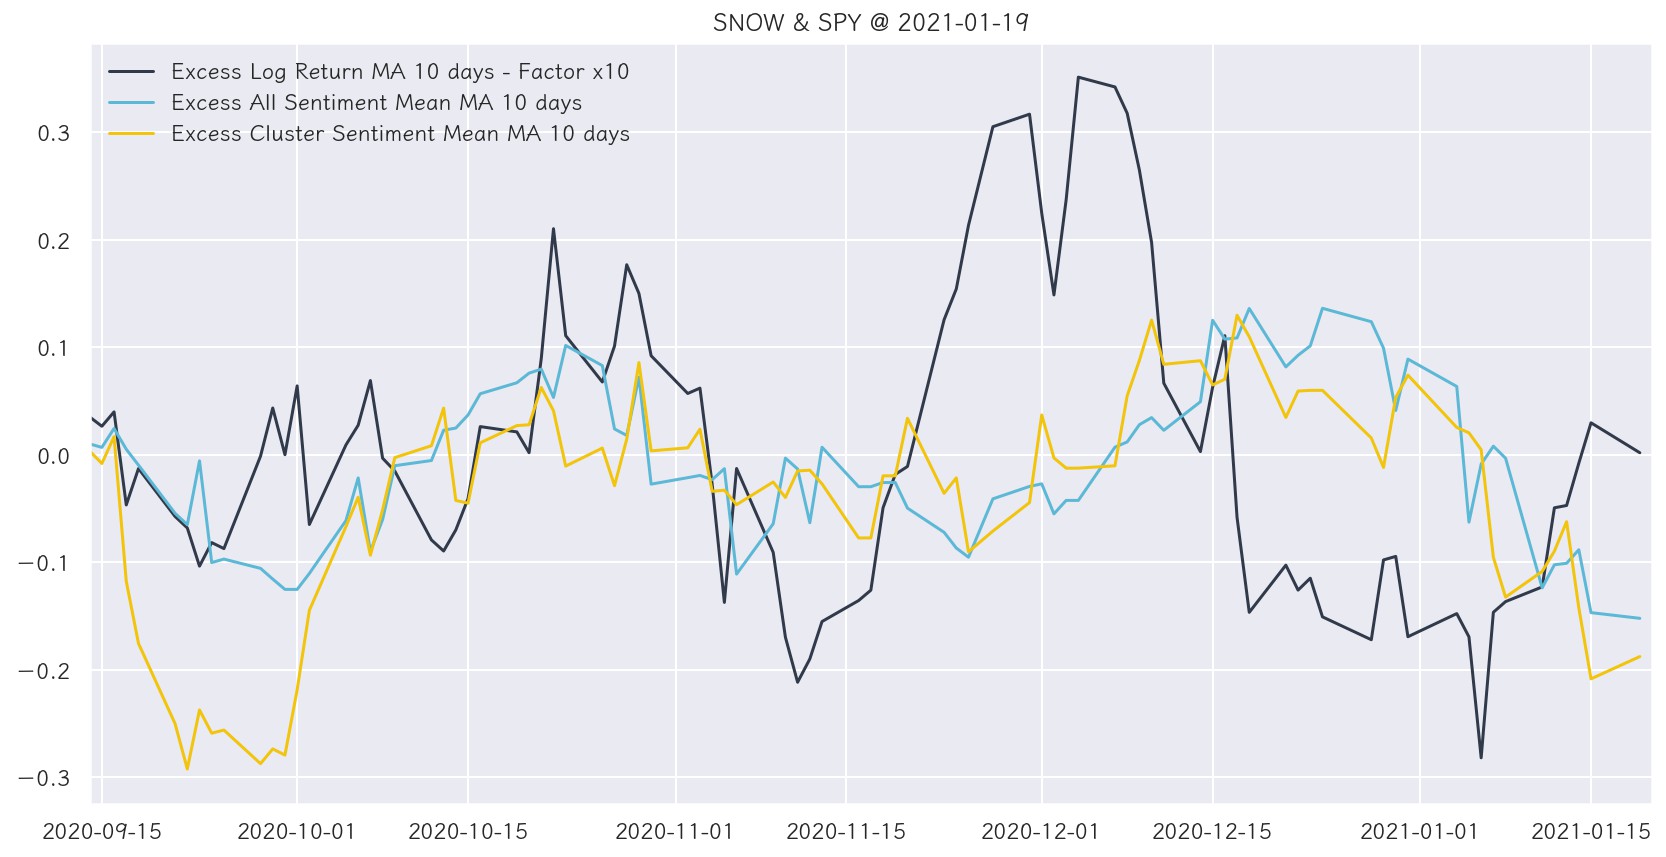 SNOW & SPY @ 2021-01-19
Excess Log Return MA 10 days - Factor x10
Excess All Sentiment Mean MA 10 days
Excess Cluster Sentiment Mean MA 10 days
0.3
0.2
0.1
0.0
−0.1
−0.2
−0.3
2020-09-15 2020-10-01 2020-10-15 2020-11-01 2020-11-15 2020-12-01 2020-12-15 2021-01-01 2021-01-15